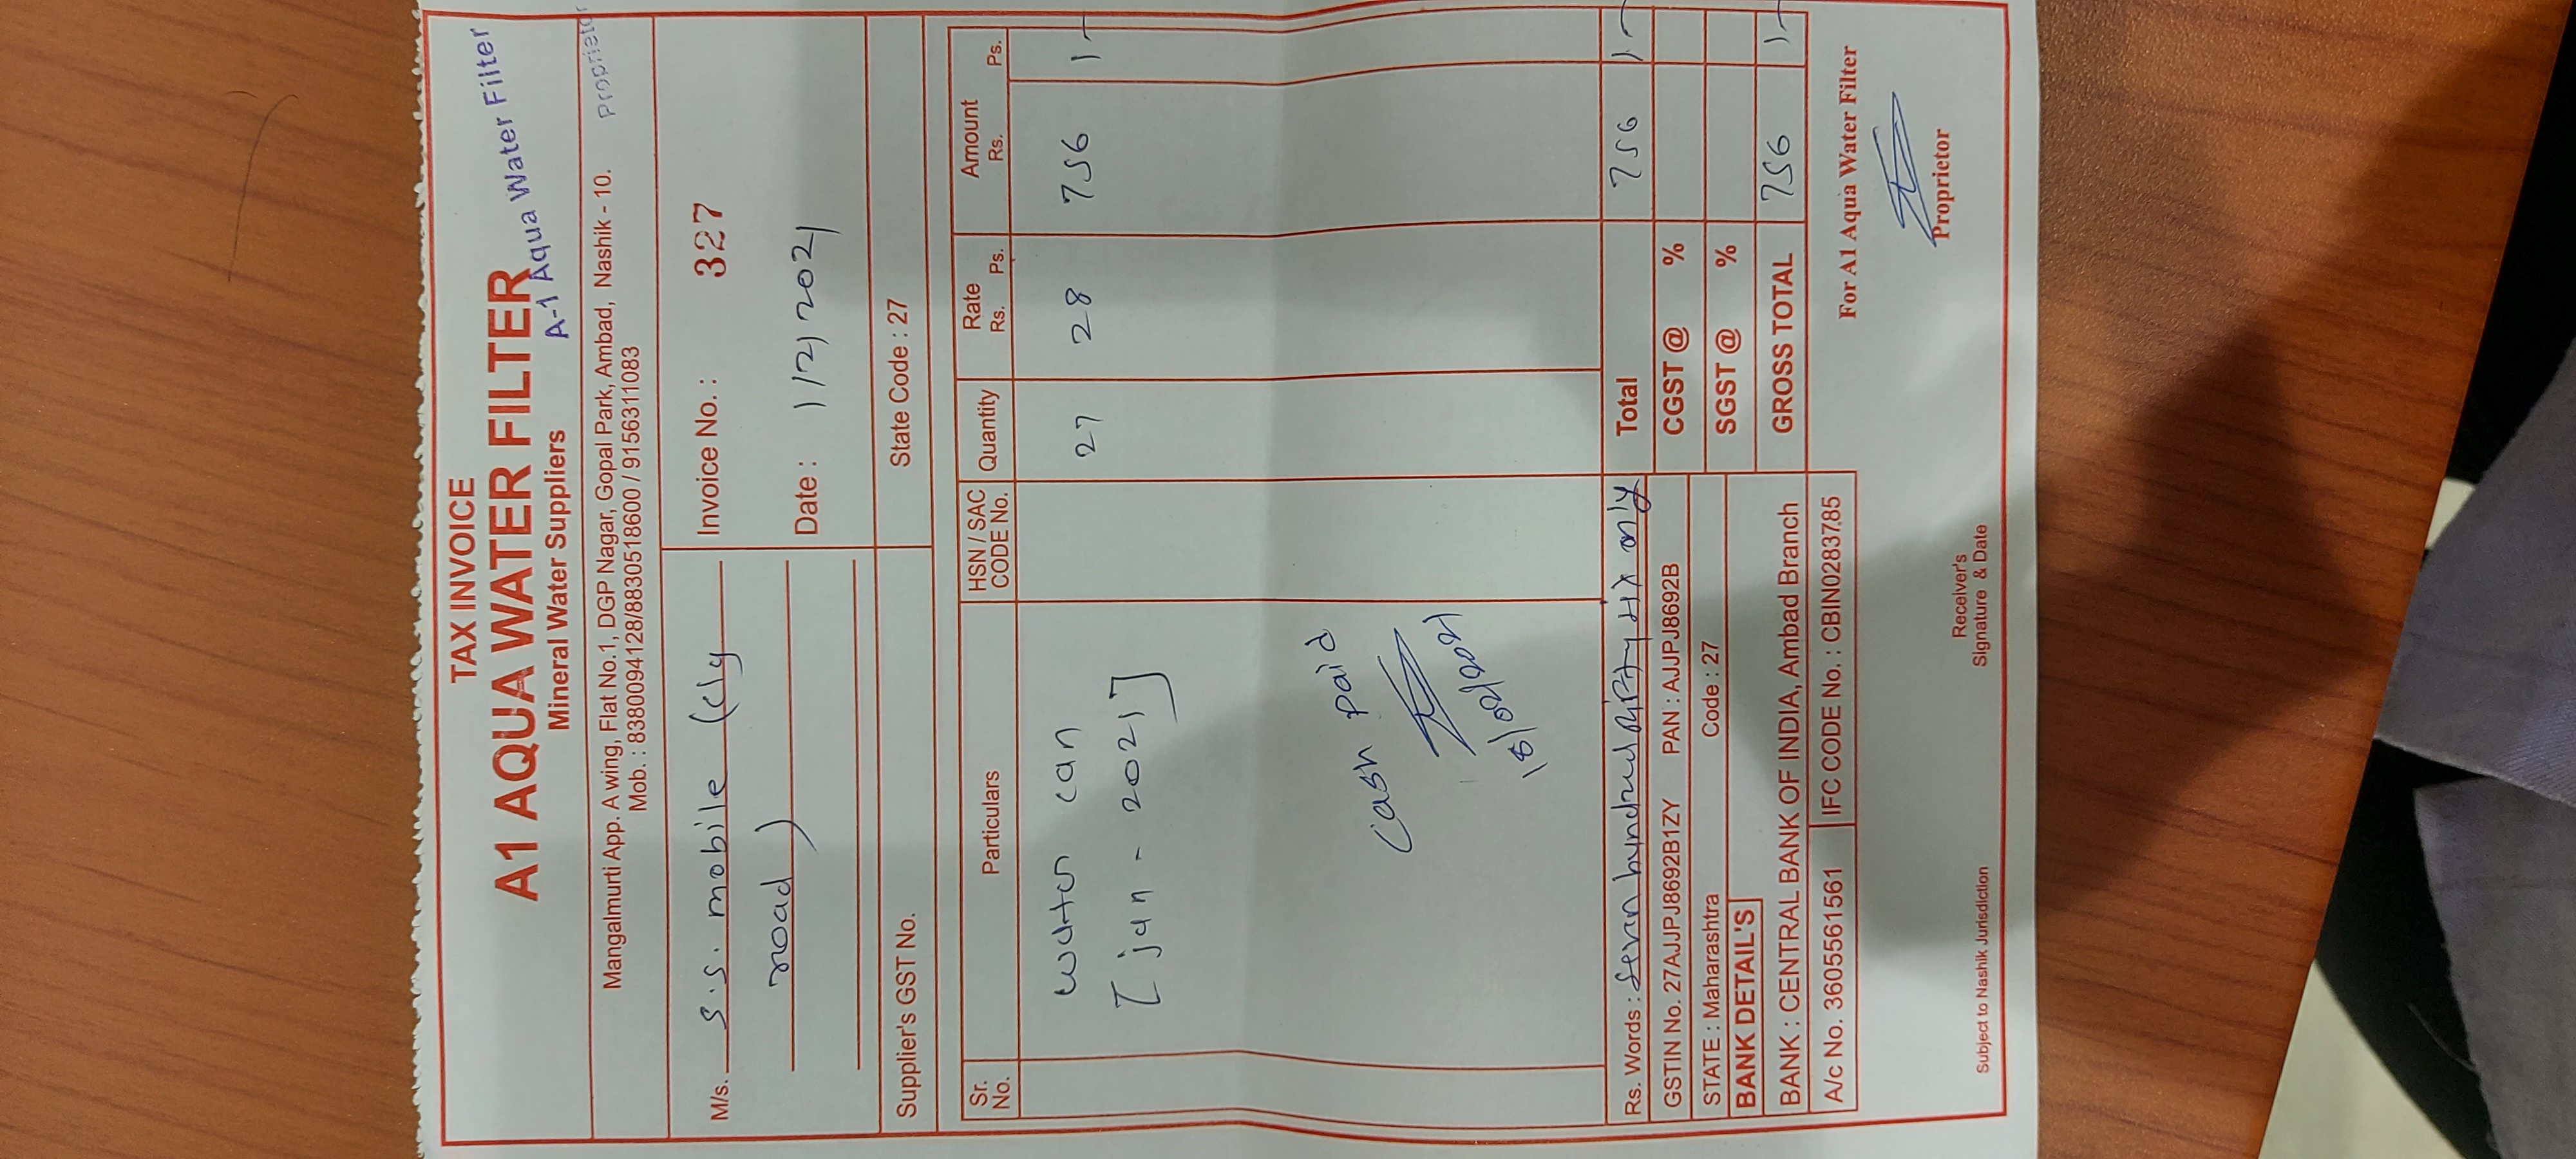 TAX INVOICE
A1 AQUA WATER FILTER
Mineral Water Suppliers
A-1 Aqua Water Filter
Proprietor
Mangalmurti App. A wing, Flat No.1, DGP Nagar, Gopal Park, Ambad, Nashik - 10.
Mob. : 8380094128/8830518600 / 9156311083
M/s. S.S. mobile (clg
road)
Invoice No. : 327
Date : 1/2/2021
Supplier's GST No.
State Code : 27
Sr. No. Particulars HSN / SAC CODE No. Quantity Rate Rs. Ps. Amount Rs. Ps.
water can 27 28 756 /-
[jan - 2021]
Cash paid
18/02/2021
Rs. Words : Seven hundred fifty six only
Total 756 /-
GSTIN No. 27AJJPJ8692B1ZY PAN : AJJPJ8692B
CGST @ %
STATE : Maharashtra Code : 27
SGST @ %
BANK DETAIL'S
BANK : CENTRAL BANK OF INDIA, Ambad Branch
GROSS TOTAL 756 /-
A/c No. 3605561561 IFC CODE No. : CBIN0283785
For A1 Aqua Water Filter
Proprietor
Receiver's
Signature & Date
Subject to Nashik Jurisdiction